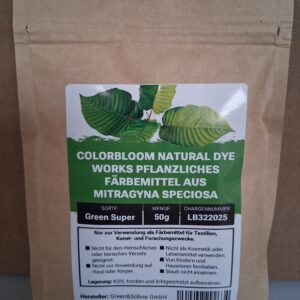 COLORBLOOM NATURAL DYE
WORKS PFLANZLICHES
FÄRBEMITTEL AUS
MITRAGYNA SPECIOSA
SORTE: MENGE: CHARGENNUMMER:
Green Super 50g LB322025
Nur zur Verwendung als Färbemittel für Textilien,
Kunst- und Forschungszwecke.
Nicht für den menschlichen
oder tierischen Verzehr
geeignet.
Nicht zur Anwendung auf
Haut oder Körper.
Nicht als Kosmetik oder
Lebensmittel verwenden.
Von Kindern und
Haustieren fernhalten.
Staub nicht einatmen.
Lagerung: Kühl, trocken und lichtgeschützt aufbewahren.
Hersteller: Green&Söhne GmbH